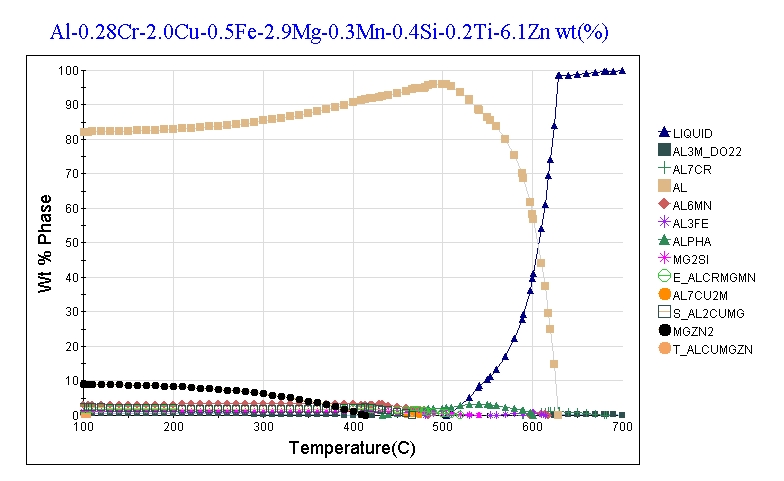 Al-0.28Cr-2.0Cu-0.5Fe-2.9Mg-0.3Mn-0.4Si-0.2Ti-6.1Zn wt(%)
100
90
80
70
60
50
40
30
20
10
0
Wt % Phase
100 200 300 400 500 600 700
Temperature(C)
LIQUID
AL3M_DO22
AL7CR
AL
AL6MN
AL3FE
ALPHA
MG2SI
E_ALCRMGMN
AL7CU2M
S_AL2CUMG
MGZN2
T_ALCUMGZN